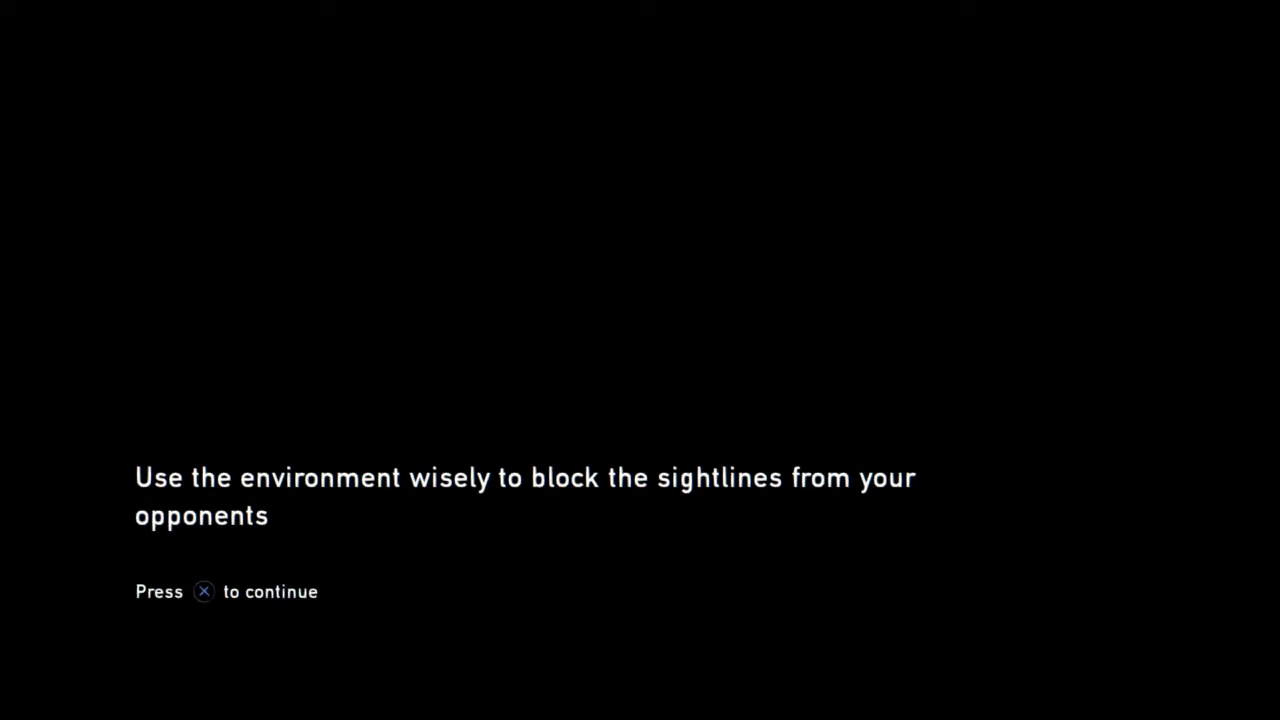 Use the environment wisely to block the sightlines from your
opponents
Press ⊗ to continue